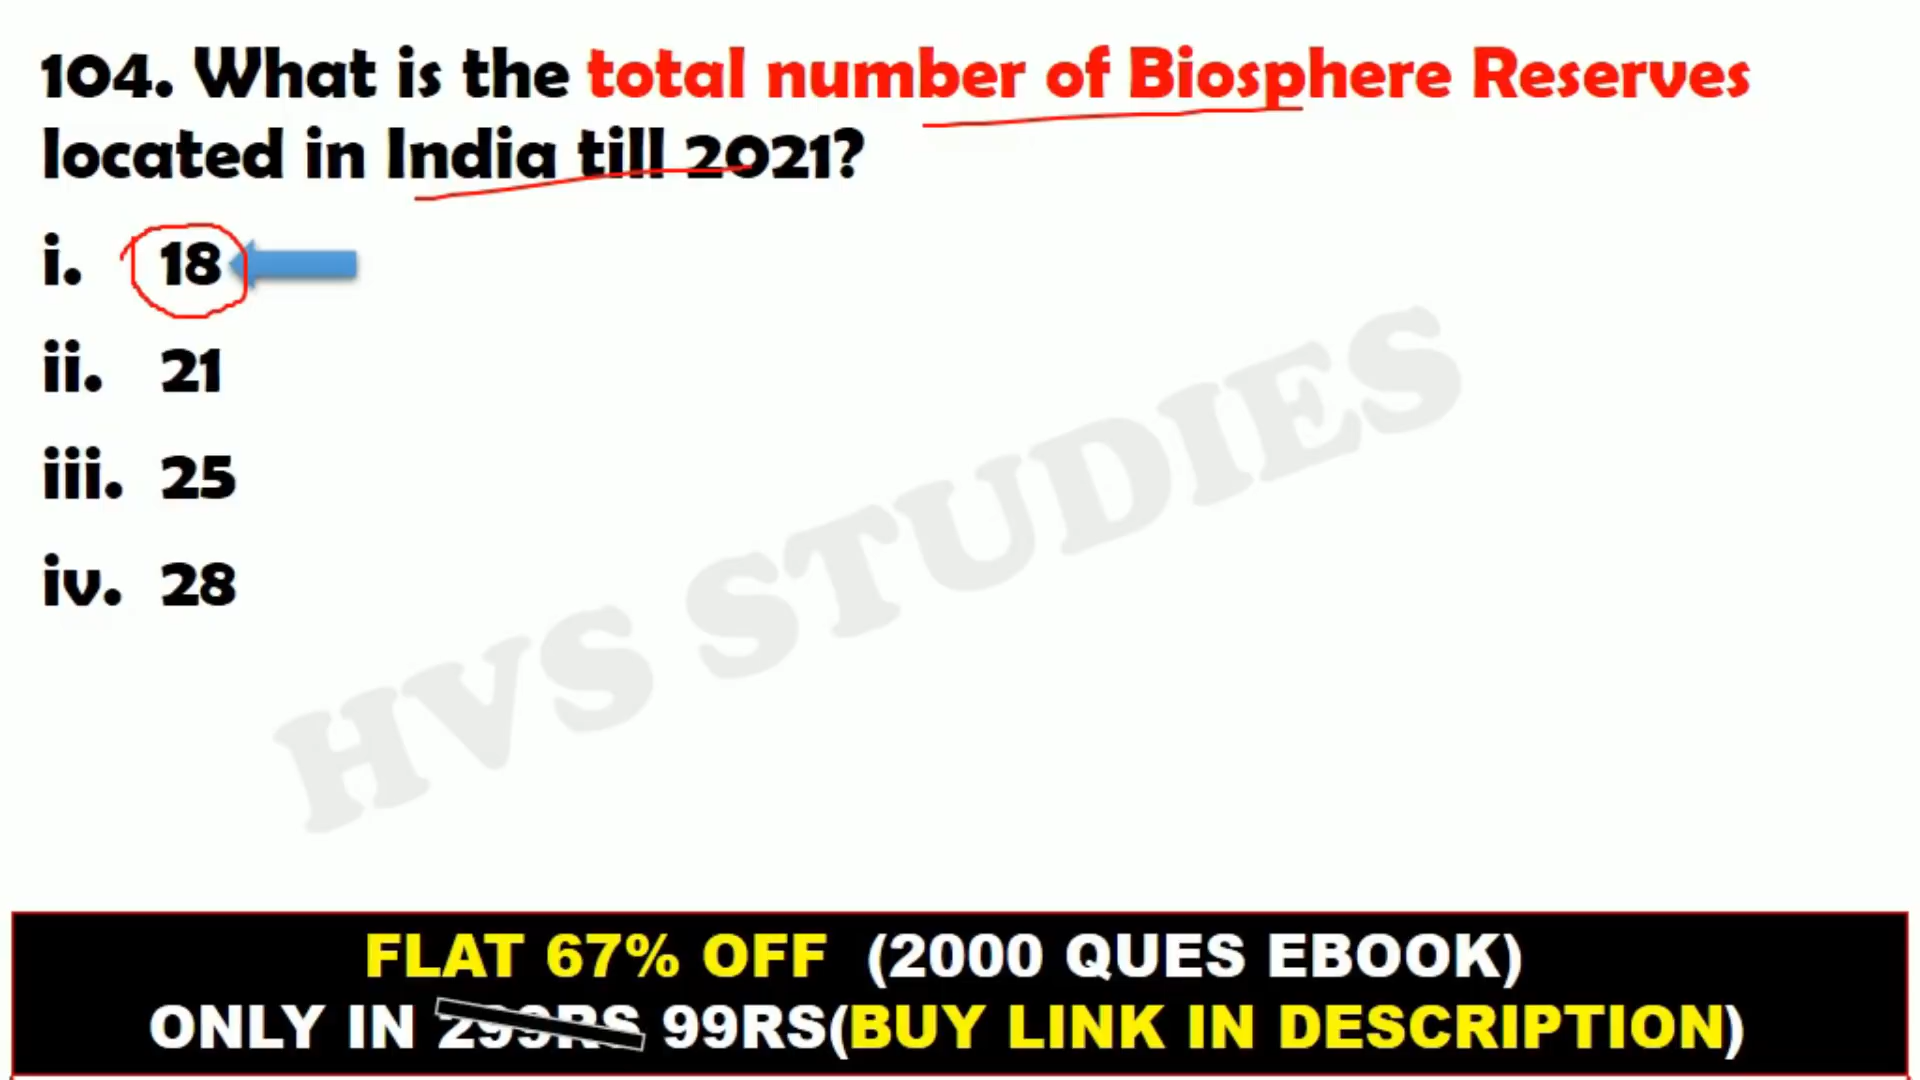 104. What is the total number of Biosphere Reserves
located in India till 2021?
i. 18
ii. 21
iii. 25
iv. 28
HVS STUDIES
FLAT 67% OFF (2000 QUES EBOOK)
ONLY IN 299RS 99RS(BUY LINK IN DESCRIPTION)